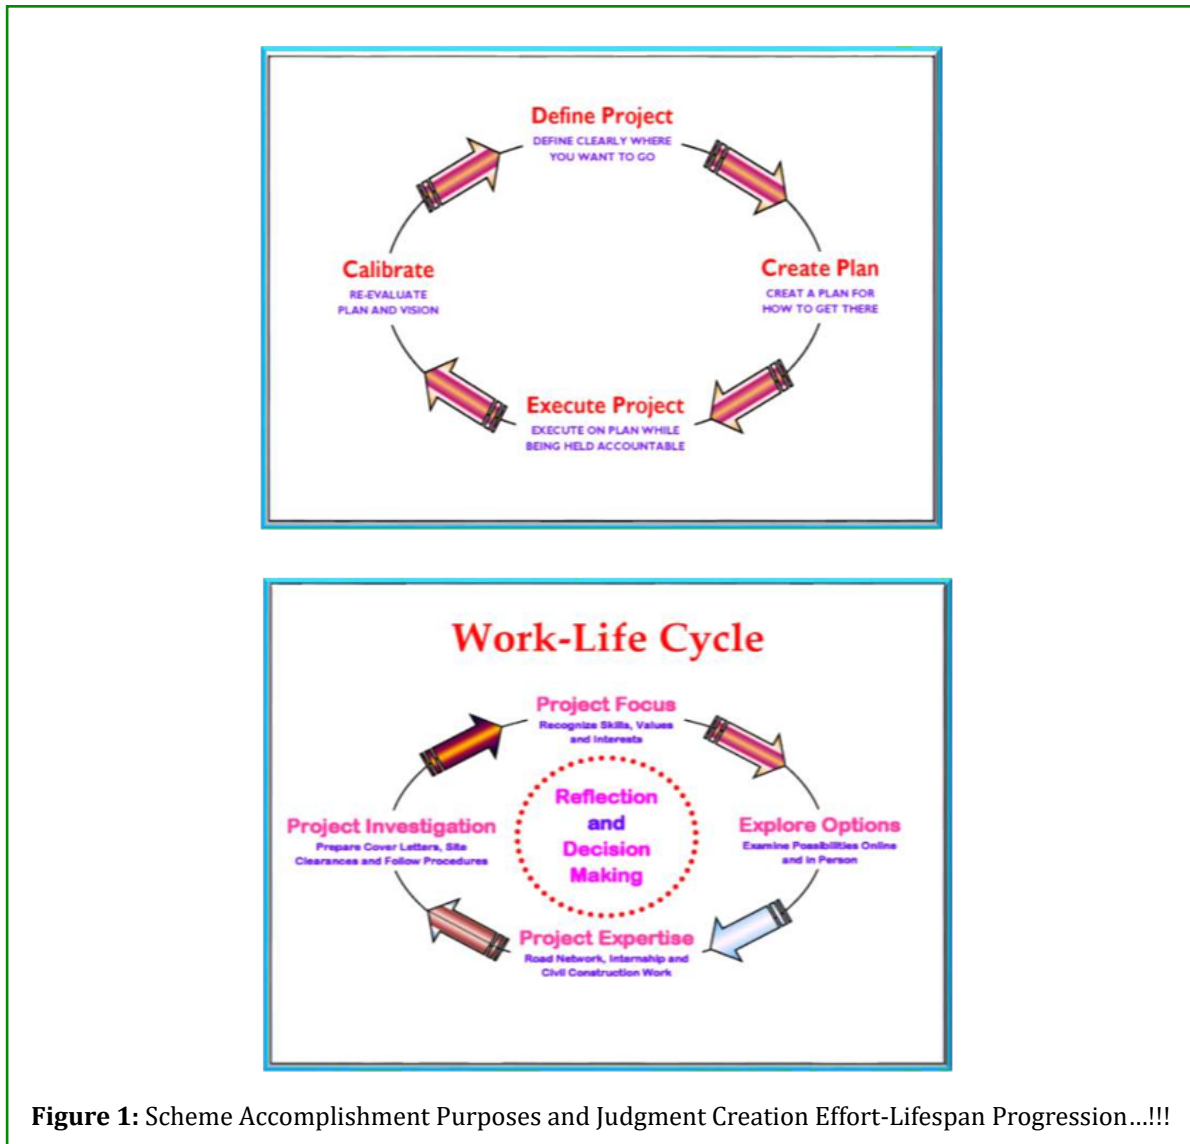 Define Project
DEFINE CLEARLY WHERE
YOU WANT TO GO
Calibrate
RE-EVALUATE
PLAN AND VISION
Create Plan
CREAT A PLAN FOR
HOW TO GET THERE
Execute Project
EXECUTE ON PLAN WHILE
BEING HELD ACCOUNTABLE
Work-Life Cycle
Project Focus
Recognize Skills, Values
and Interests
Reflection
and
Decision
Making
Project Investigation
Prepare Cover Letters, Site
Clearances and Follow Procedures
Explore Options
Examine Possibilities Online
and in Person
Project Expertise
Road Network, Internship and
Civil Construction Work
Figure 1: Scheme Accomplishment Purposes and Judgment Creation Effort-Lifespan Progression...!!!